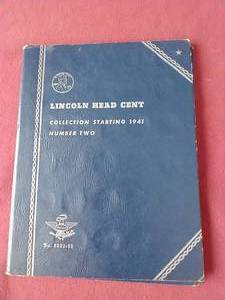 LINCOLN HEAD CENT
COLLECTION STARTING 1941
NUMBER TWO